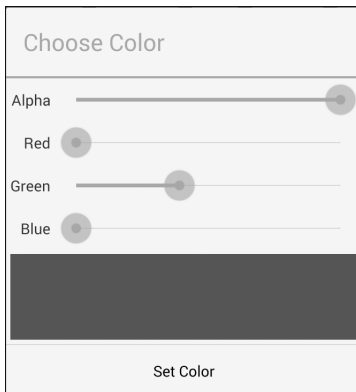 Choose Color
Alpha
Red
Green
Blue
Set Color